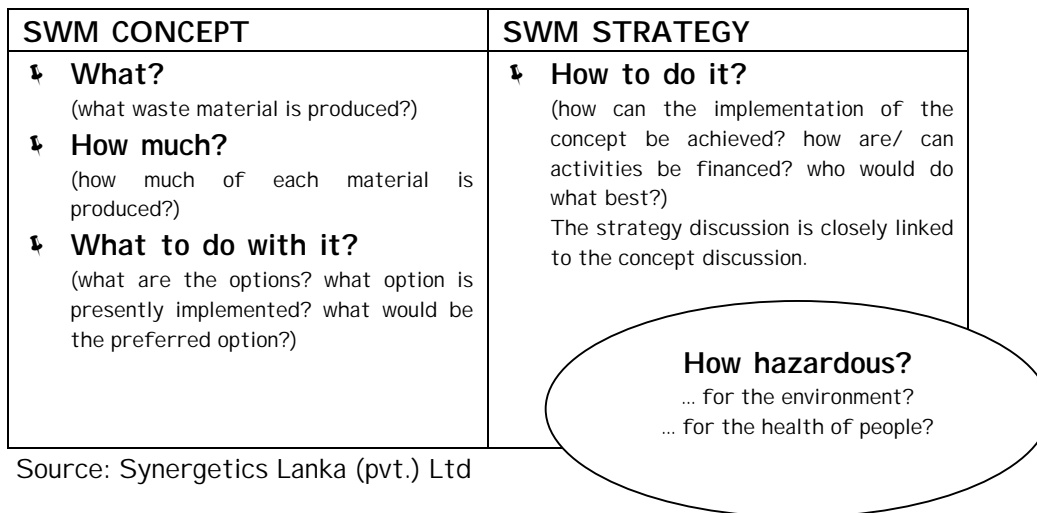 SWM CONCEPT
What?
(what waste material is produced?)
How much?
(how much of each material is
produced?)
What to do with it?
(what are the options? what option is
presently implemented? what would be
the preferred option?)
SWM STRATEGY
How to do it?
(how can the implementation of the
concept be achieved? how are/ can
activities be financed? who would do
what best?)
The strategy discussion is closely linked
to the concept discussion.
How hazardous?
... for the environment?
... for the health of people?
Source: Synergetics Lanka (pvt.) Ltd